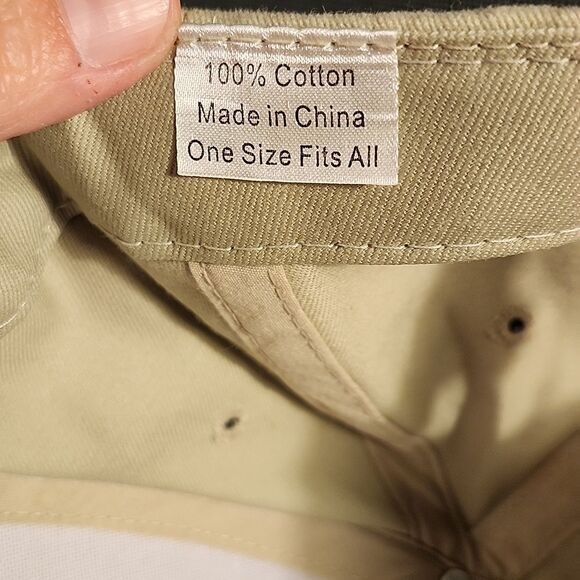 100% Cotton
Made in China
One Size Fits All